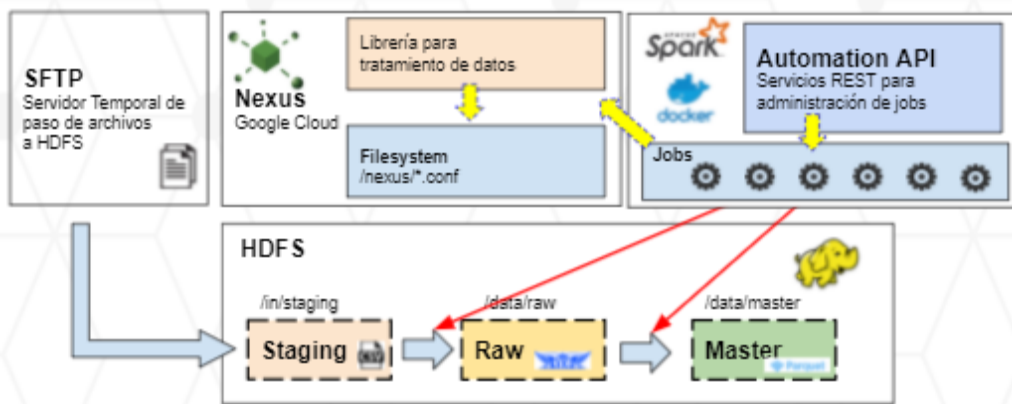 SFTP
Servidor Temporal de
paso de archivos
a HDFS
Nexus
Google Cloud
Librería para
tratamiento de datos
Filesystem
/nexus/*.conf
APACHE
Spark
docker
Automation API
Servicios REST para
administración de jobs
Jobs
HDFS
/in/staging
Staging
/data/raw
Raw
/data/master
Master
Parquet